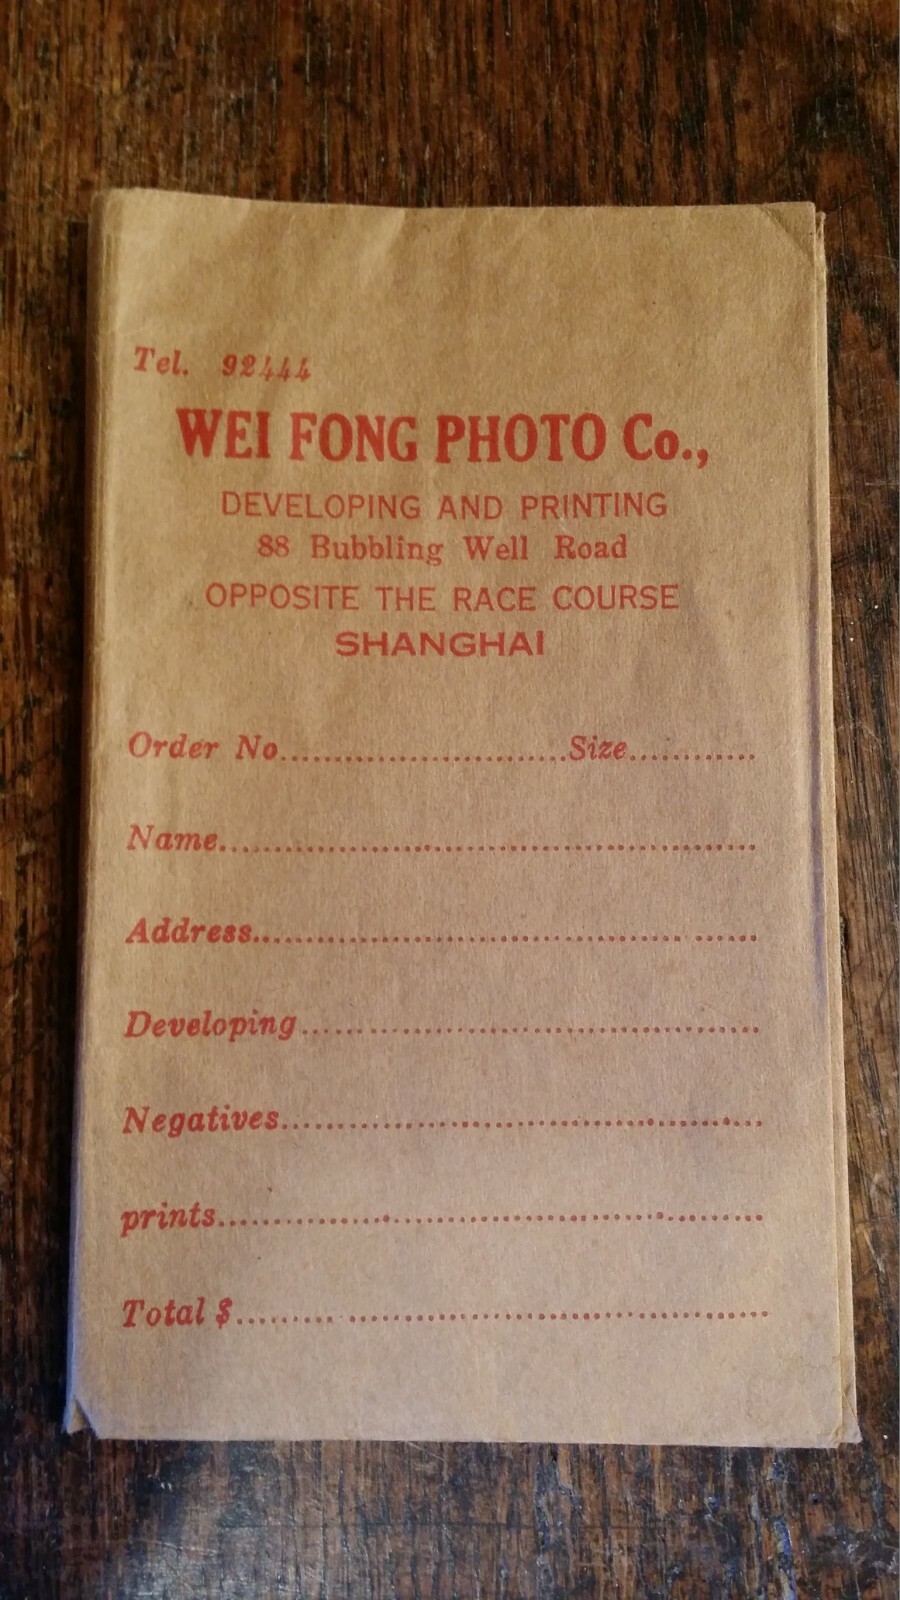 Tel. 92444
WEI FONG PHOTO Co.,
DEVELOPING AND PRINTING
88 Bubbling Well Road
OPPOSITE THE RACE COURSE
SHANGHAI
Order No............................Size..............
Name..........................................................
Address.......................................................
Developing..................................................
Negatives...................................................
prints.........................................................
Total $........................................................